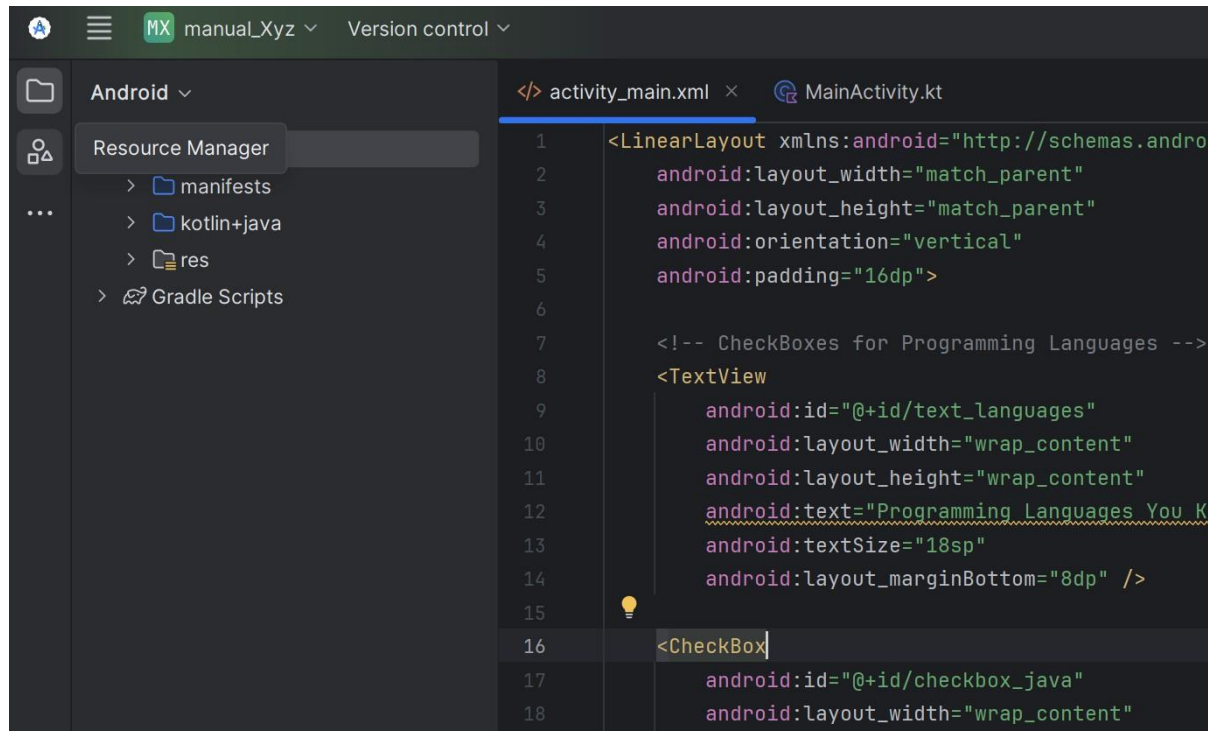 MX manual_Xyz Version control
Android
Resource Manager
manifests
kotlin+java
res
Gradle Scripts
</> activity_main.xml × MainActivity.kt
1 <LinearLayout xmlns:android="http://schemas.andro
2 android:layout_width="match_parent"
3 android:layout_height="match_parent"
4 android:orientation="vertical"
5 android:padding="16dp">
6
7 <!-- CheckBoxes for Programming Languages -->
8 <TextView
9 android:id="@+id/text_languages"
10 android:layout_width="wrap_content"
11 android:layout_height="wrap_content"
12 android:text="Programming Languages You K
13 android:textSize="18sp"
14 android:layout_marginBottom="8dp" />
15
16 <CheckBox
17 android:id="@+id/checkbox_java"
18 android:layout_width="wrap_content"